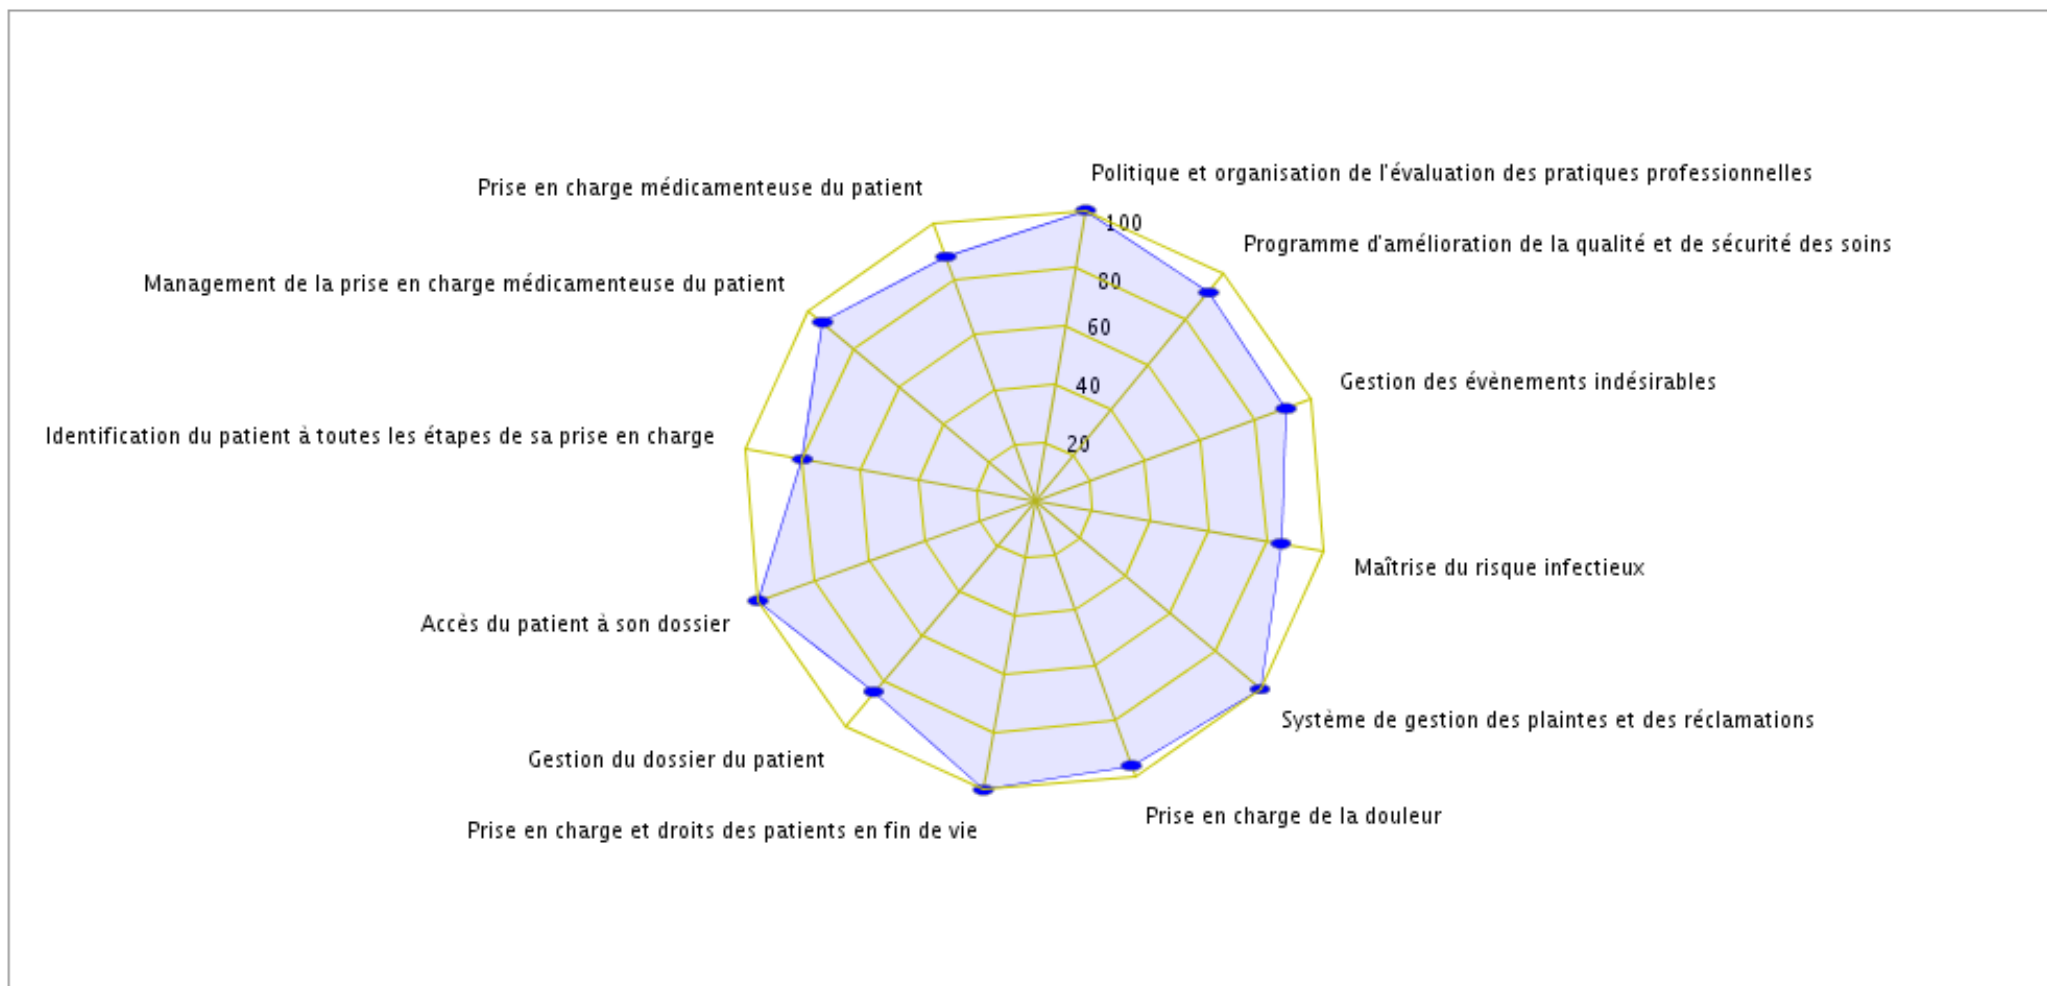 Politique et organisation de l'évaluation des pratiques professionnelles
Prise en charge médicamenteuse du patient
100
Programme d'amélioration de la qualité et de sécurité des soins
80
Management de la prise en charge médicamenteuse du patient
60
Gestion des évènements indésirables
40
Identification du patient à toutes les étapes de sa prise en charge
20
Maîtrise du risque infectieux
Accès du patient à son dossier
Système de gestion des plaintes et des réclamations
Gestion du dossier du patient
Prise en charge de la douleur
Prise en charge et droits des patients en fin de vie